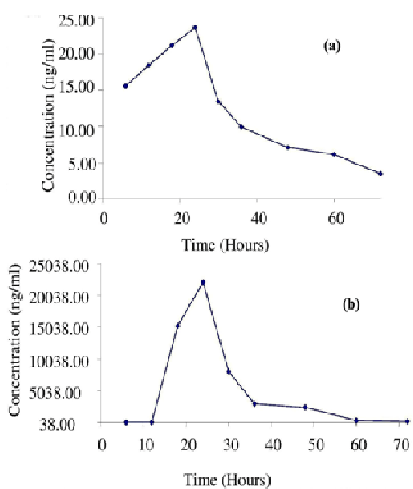 25.00
20.00
15.00
10.00
5.00
0.00
Concentration (ng/ml)
(a)
0 20 40 60
Time (Hours)
25038.00
20038.00
15038.00
10038.00
5038.00
38.00
Concentration (ng/ml)
(b)
0 10 20 30 40 50 60 70
Time (Hours)